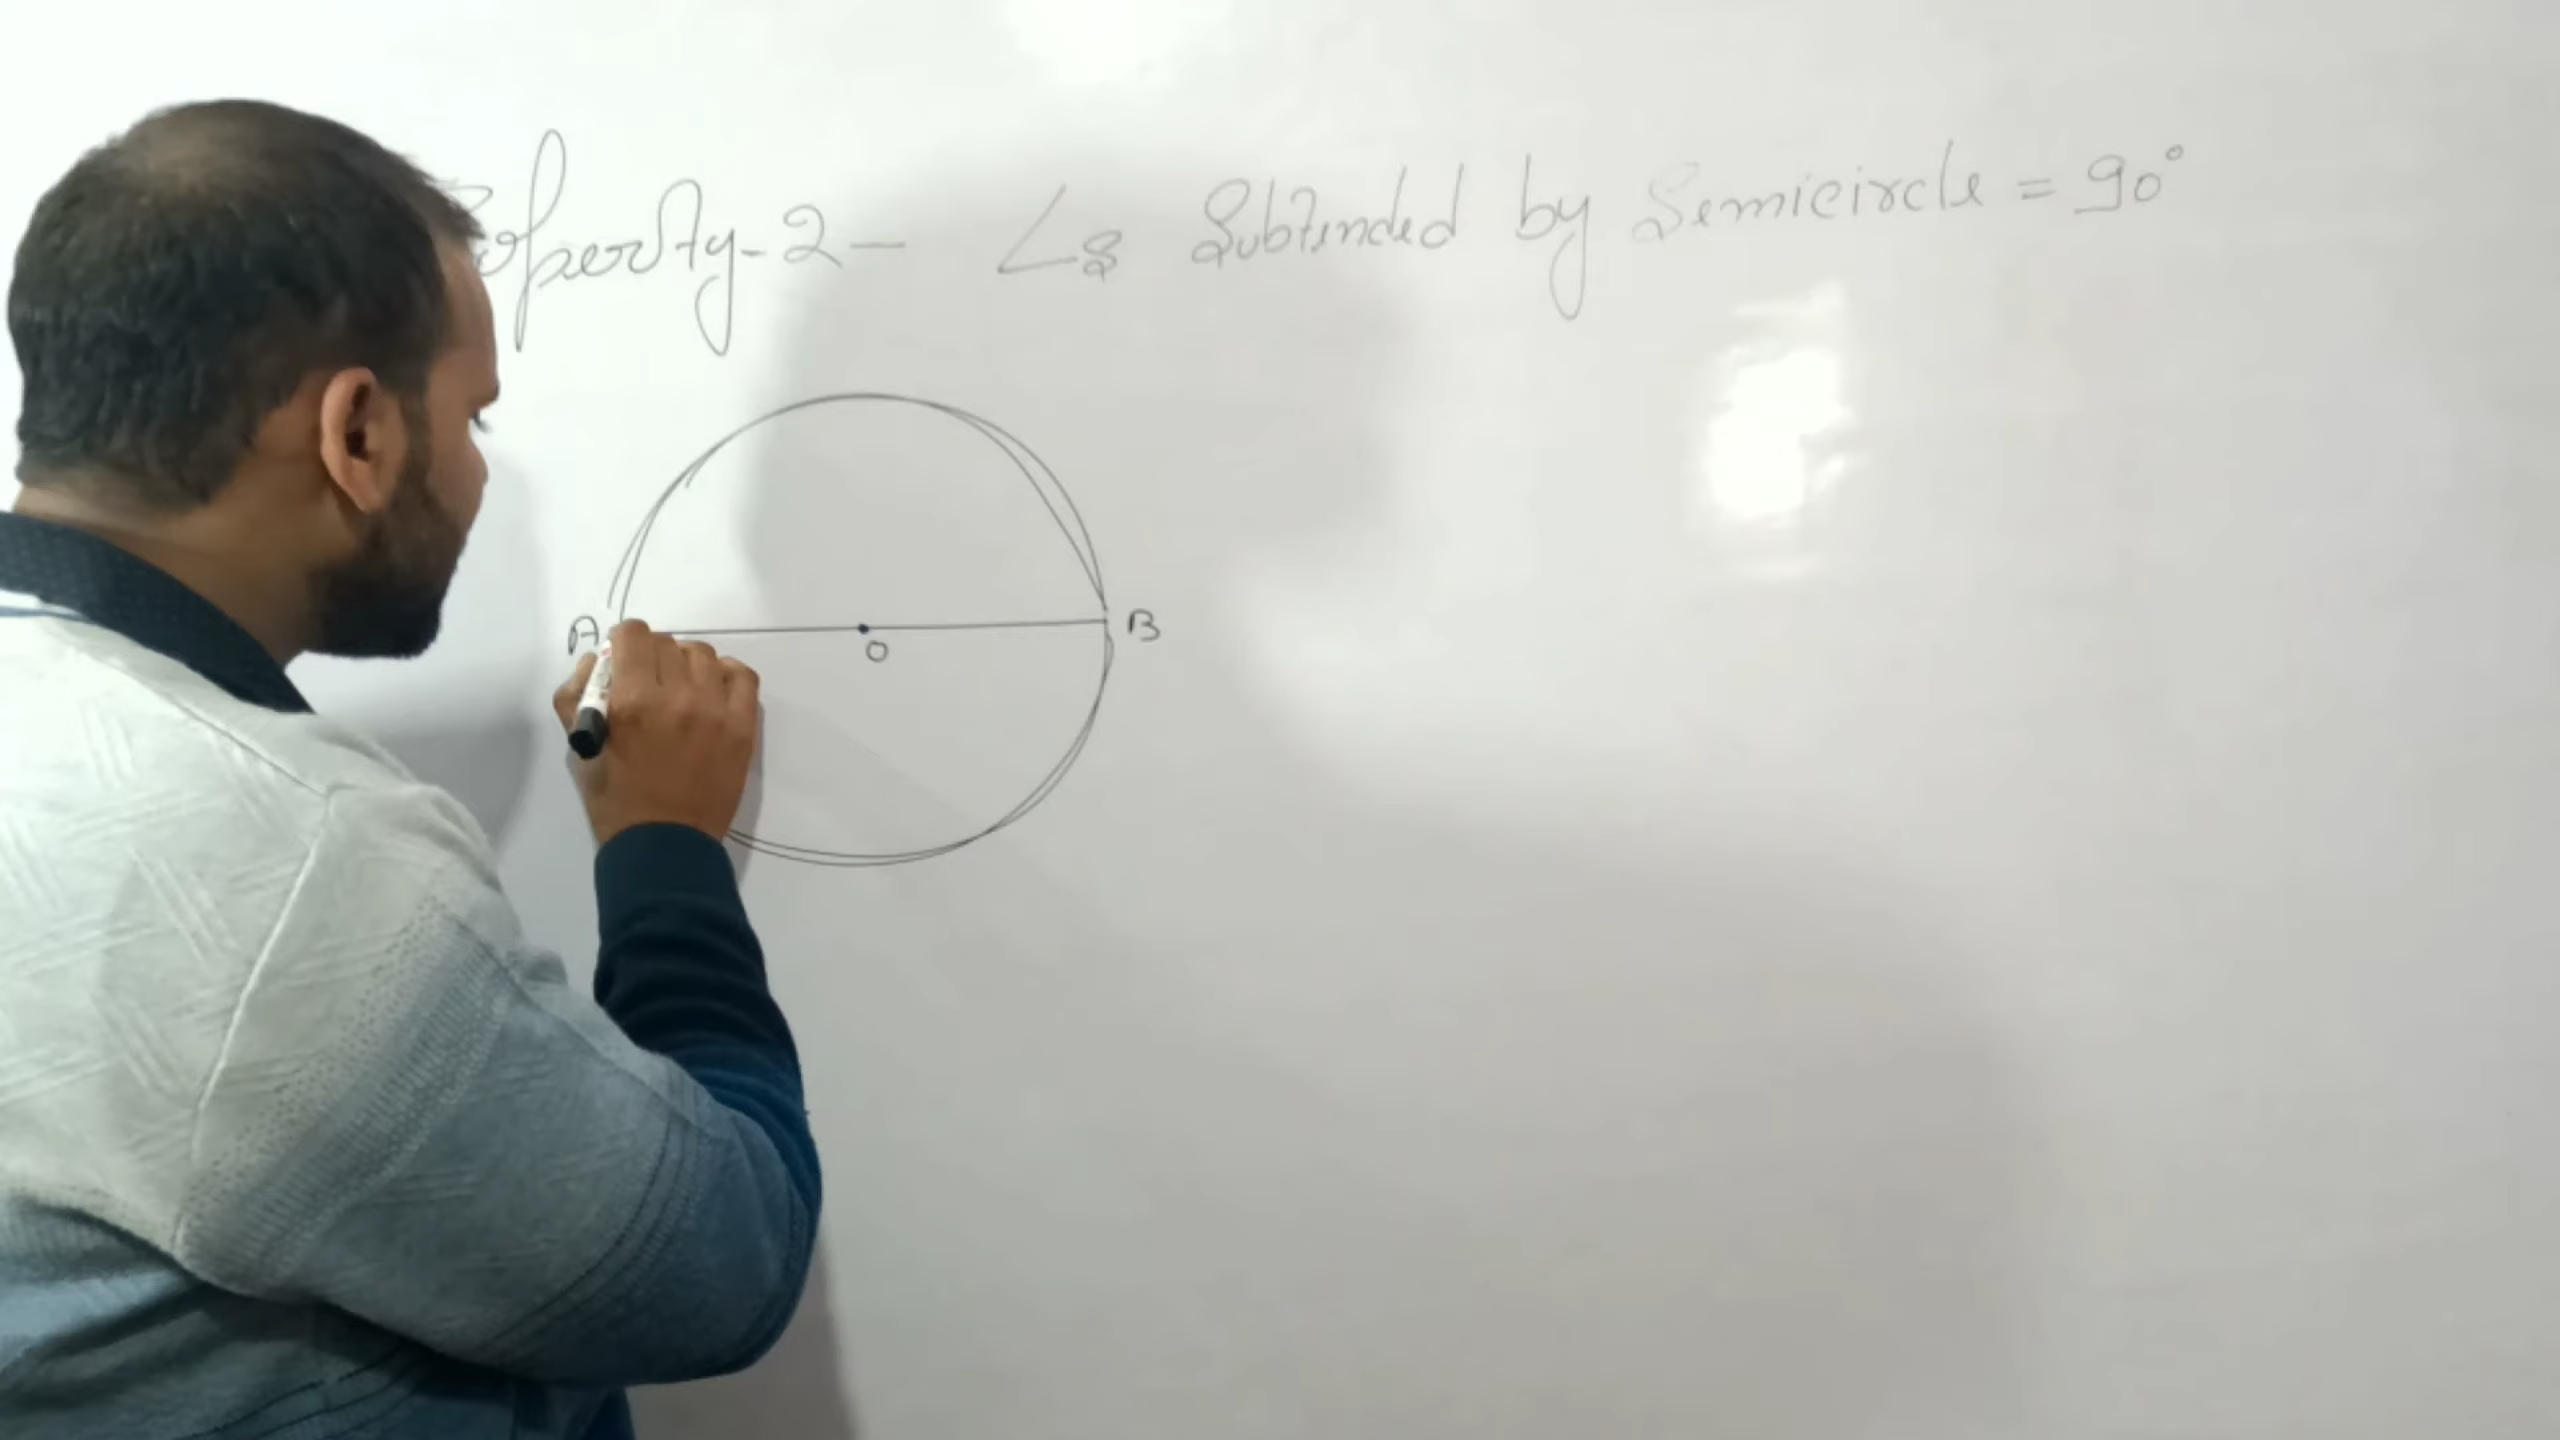 Property-2- ∠s Subtended by Semicircle = 90°
A B
O